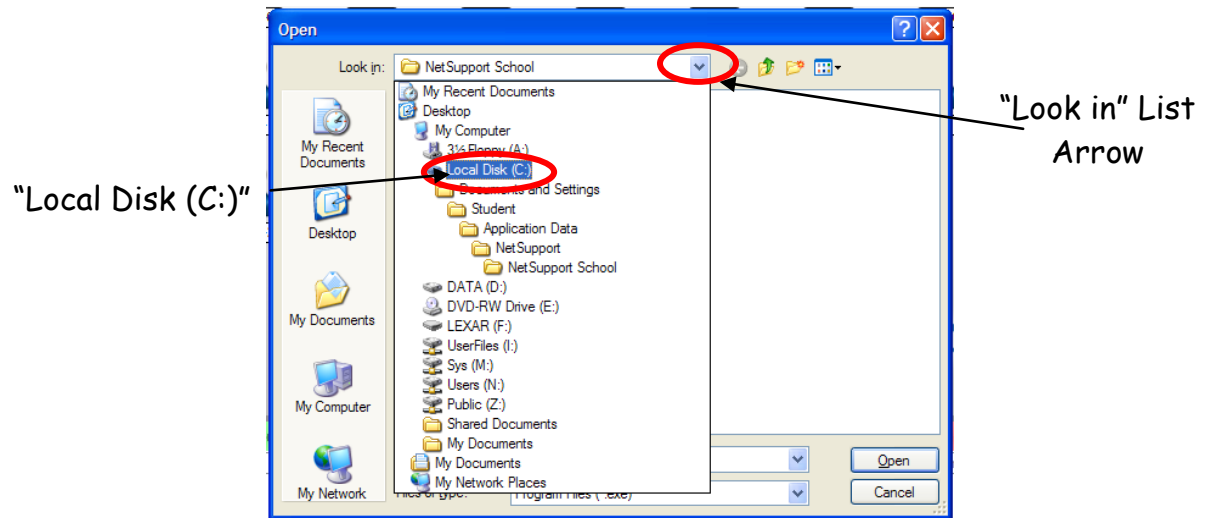 Open
Look in:
NetSupport School
My Recent Documents
Desktop
My Computer
3½ Floppy (A:)
Local Disk (C:)
Documents and Settings
Student
Application Data
NetSupport
NetSupport School
DATA (D:)
DVD-RW Drive (E:)
LEXAR (F:)
UserFiles (I:)
Sys (M:)
Users (N:)
Public (Z:)
Shared Documents
My Documents
My Documents
My Network Places
My Recent
Documents
Desktop
My Documents
My Computer
My Network
Files of type:
Program Files (*.exe)
Open
Cancel
"Look in" List
Arrow
"Local Disk (C:)"